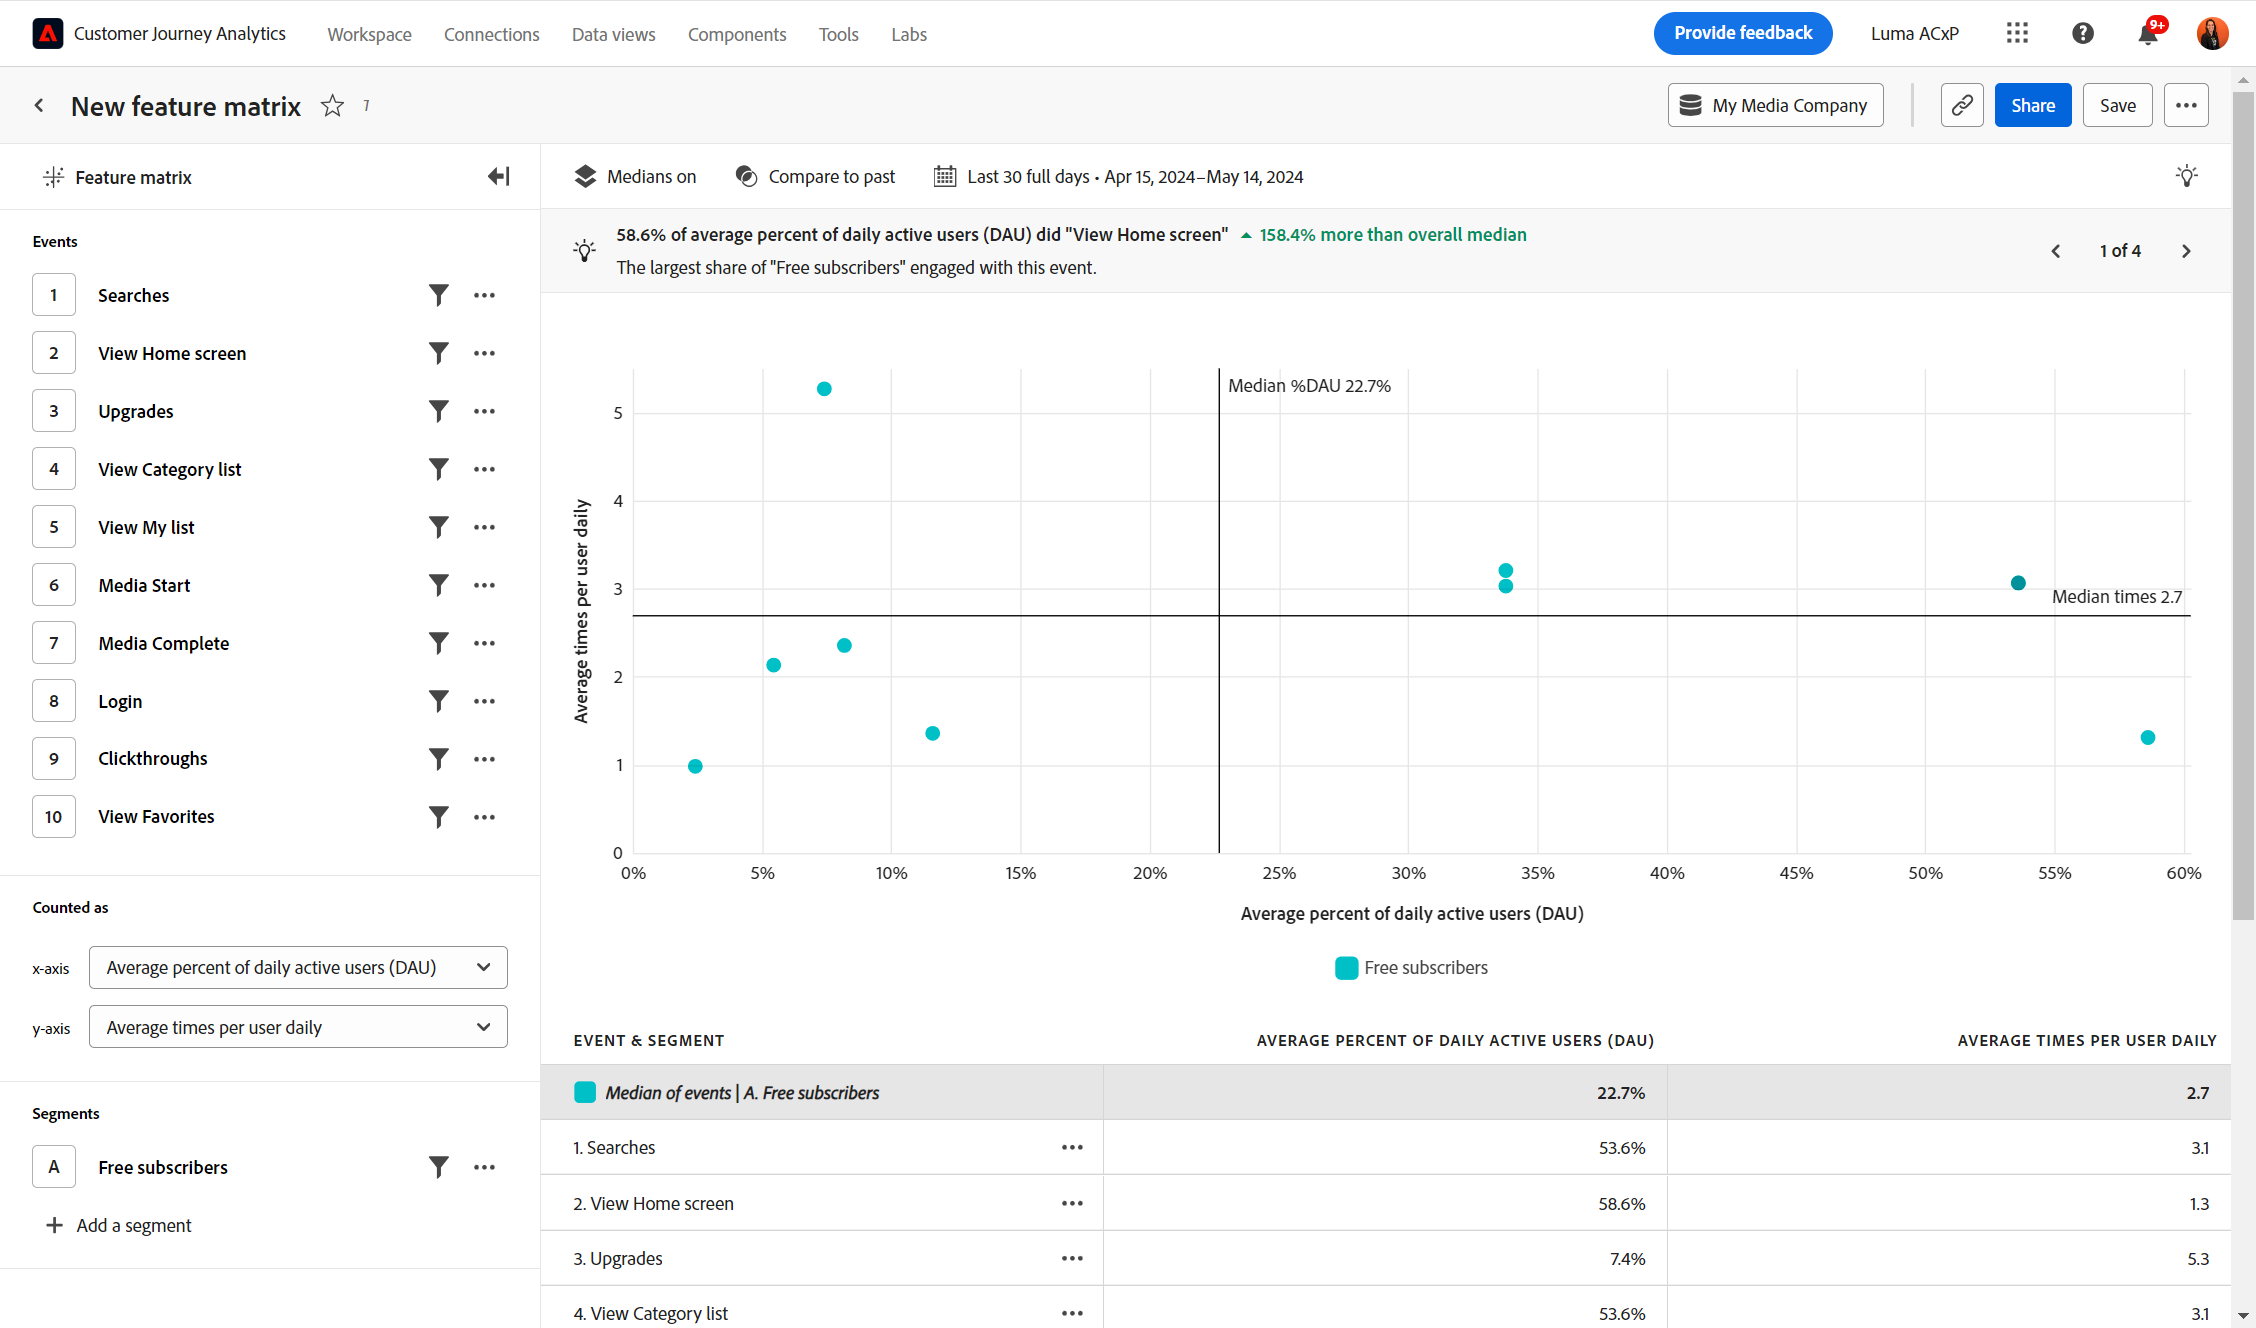 Customer Journey Analytics
Workspace
Connections
Data views
Components
Tools
Labs
Provide feedback
Luma ACxP
9+
New feature matrix
My Media Company
Share
Save
Feature matrix
Medians on
Compare to past
Last 30 full days • Apr 15, 2024–May 14, 2024
58.6% of average percent of daily active users (DAU) did "View Home screen" 158.4% more than overall median
The largest share of "Free subscribers" engaged with this event.
1 of 4
Events
1 Searches
2 View Home screen
3 Upgrades
4 View Category list
5 View My list
6 Media Start
7 Media Complete
8 Login
9 Clickthroughs
10 View Favorites
Counted as
x-axis Average percent of daily active users (DAU)
y-axis Average times per user daily
Segments
A Free subscribers
Add a segment
Average times per user daily
5
4
3
2
1
0
Median %DAU 22.7%
Median times 2.7
0% 5% 10% 15% 20% 25% 30% 35% 40% 45% 50% 55% 60%
Average percent of daily active users (DAU)
Free subscribers
EVENT & SEGMENT AVERAGE PERCENT OF DAILY ACTIVE USERS (DAU) AVERAGE TIMES PER USER DAILY
Median of events | A. Free subscribers 22.7% 2.7
1. Searches 53.6% 3.1
2. View Home screen 58.6% 1.3
3. Upgrades 7.4% 5.3
4. View Category list 53.6% 3.1